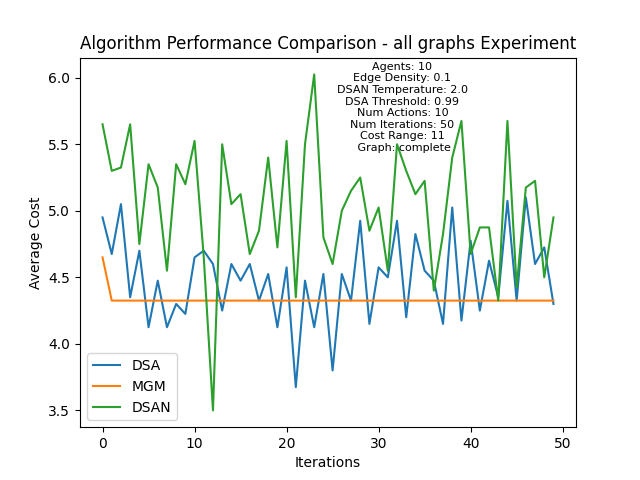 Algorithm Performance Comparison - all graphs Experiment
Agents: 10
Edge Density: 0.1
DSAN Temperature: 2.0
DSA Threshold: 0.99
Num Actions: 10
Num Iterations: 50
Cost Range: 11
Graph: complete
6.0
5.5
5.0
4.5
4.0
3.5
Average Cost
DSA
MGM
DSAN
0
10
20
30
40
50
Iterations